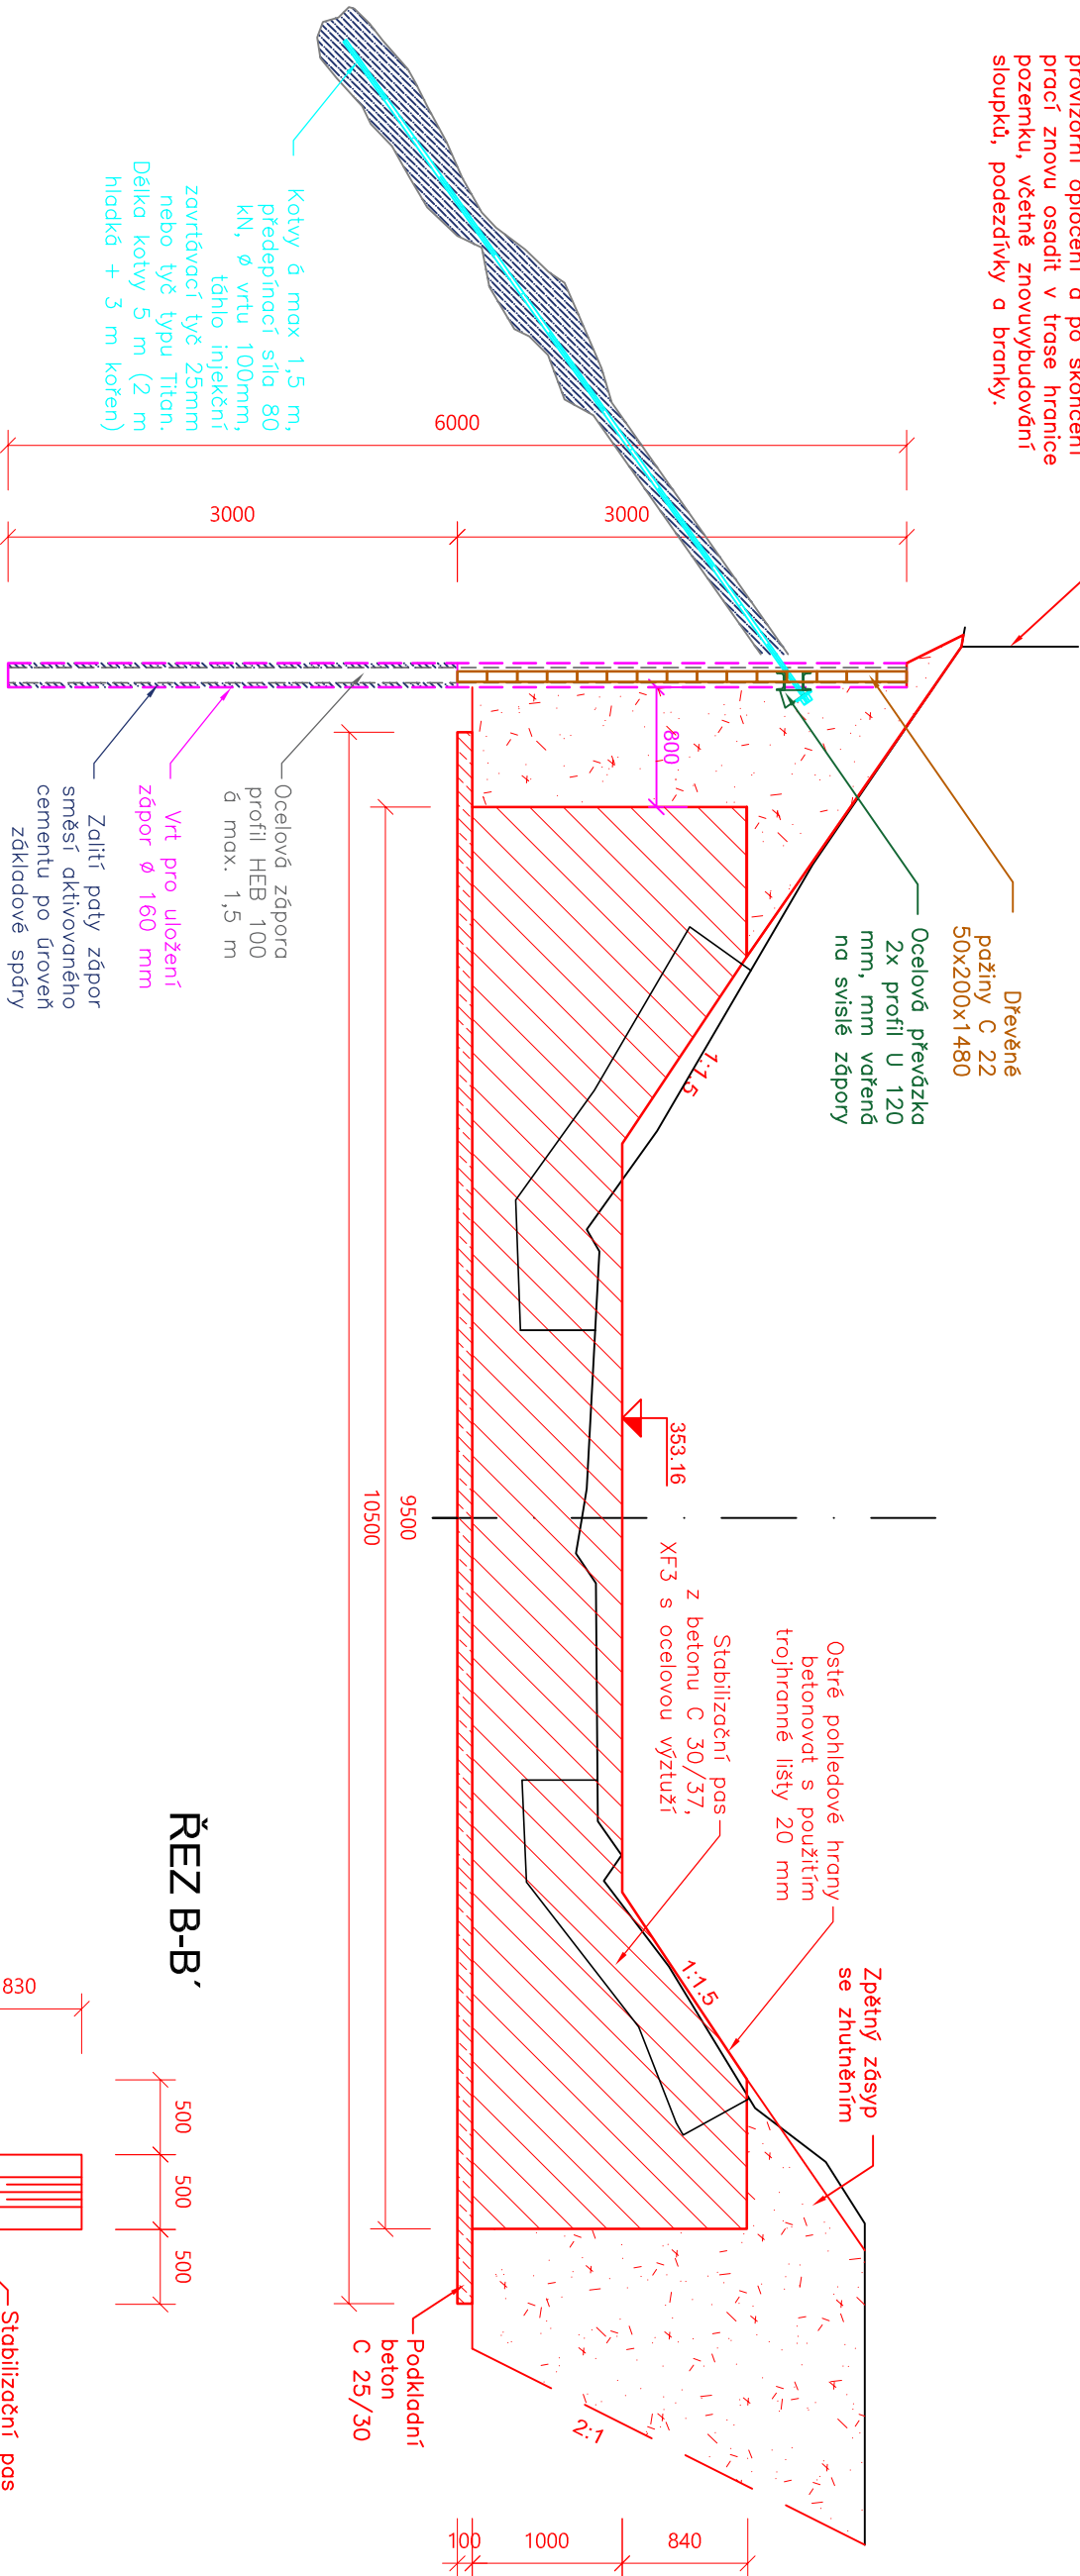 provizorní oplocení a po skončení
prací znovu osadit v trase hranice
pozemku, včetně znovuvybudování
sloupků, podezdívky a branky.
Kotvy á max 1,5 m,
předepínací síla 80
kN, ø vrtu 100mm,
táhlo injekční
zavrtávací tyč 25mm
nebo tyč typu Titan.
Délka kotvy 5 m (2 m
hladká + 3 m kořen)
6000
3000
3000
800
Dřevěné
pažiny C 22
50x200x1480
Ocelová převázka
2x profil U 120
mm, mm vařená
na svislé zápory
Ocelová zápora
profil HEB 100
á max. 1,5 m
Vrt pro uložení
zápor ø 160 mm
Zalití paty zápor
směsí aktivovaného
cementu po úroveň
základové spáry
1:1.5
353.16
9500
10500
Ostré pohledové hrany
betonovat s použitím
trojhranné lišty 20 mm
Stabilizační pas
z betonu C 30/37,
XF3 s ocelovou výztuží
1:1.5
Zpětný zásyp
se zhutněním
ŘEZ B-B´
830
500
500
500
Stabilizační pas
Podkladní
beton
C 25/30
2:1
100
1000
840